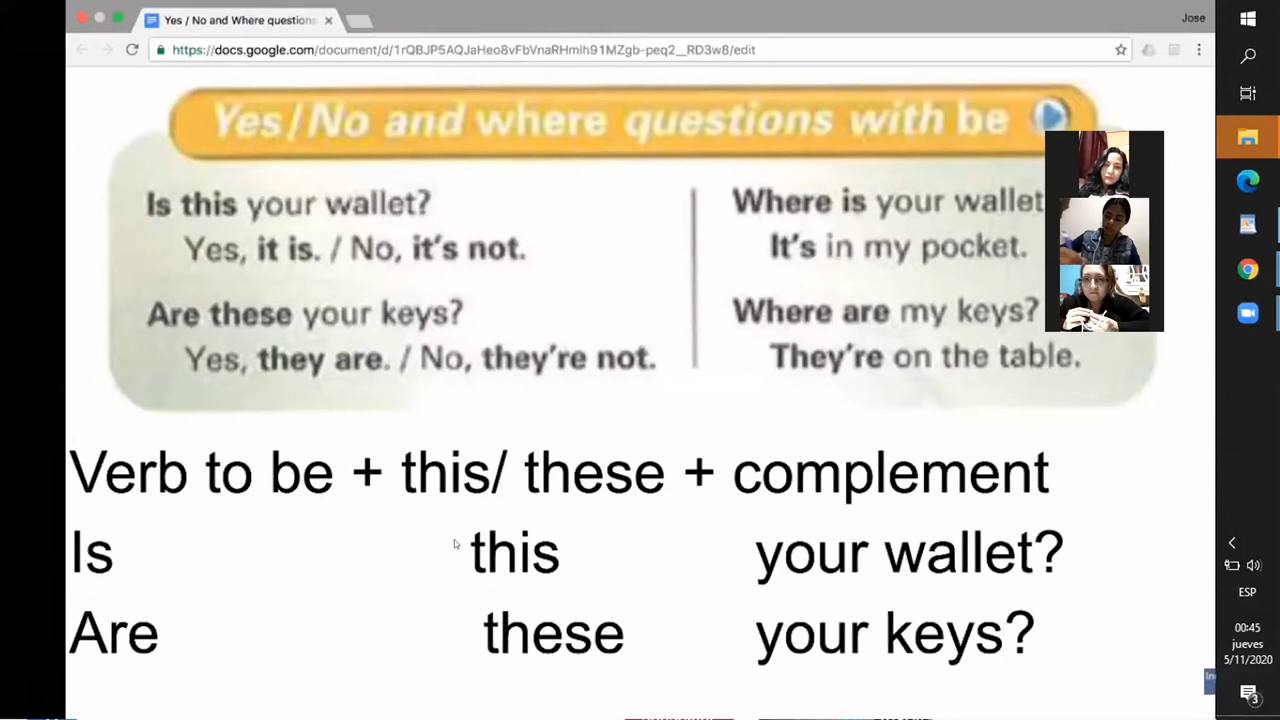 Yes / No and Where question
Jose
https://docs.google.com/document/d/1rQBJP5AQJaHeo8vFbVnaRHmlh91MZgb-peq2__RD3w8/edit
Yes/No and where questions with be
Is this your wallet?
Yes, it is. / No, it's not.
Are these your keys?
Yes, they are. / No, they're not.
Where is your wallet
It's in my pocket.
Where are my keys?
They're on the table.
Verb to be + this/ these + complement
Is this your wallet?
Are these your keys?
ESP
00:45
jueves
5/11/2020
3